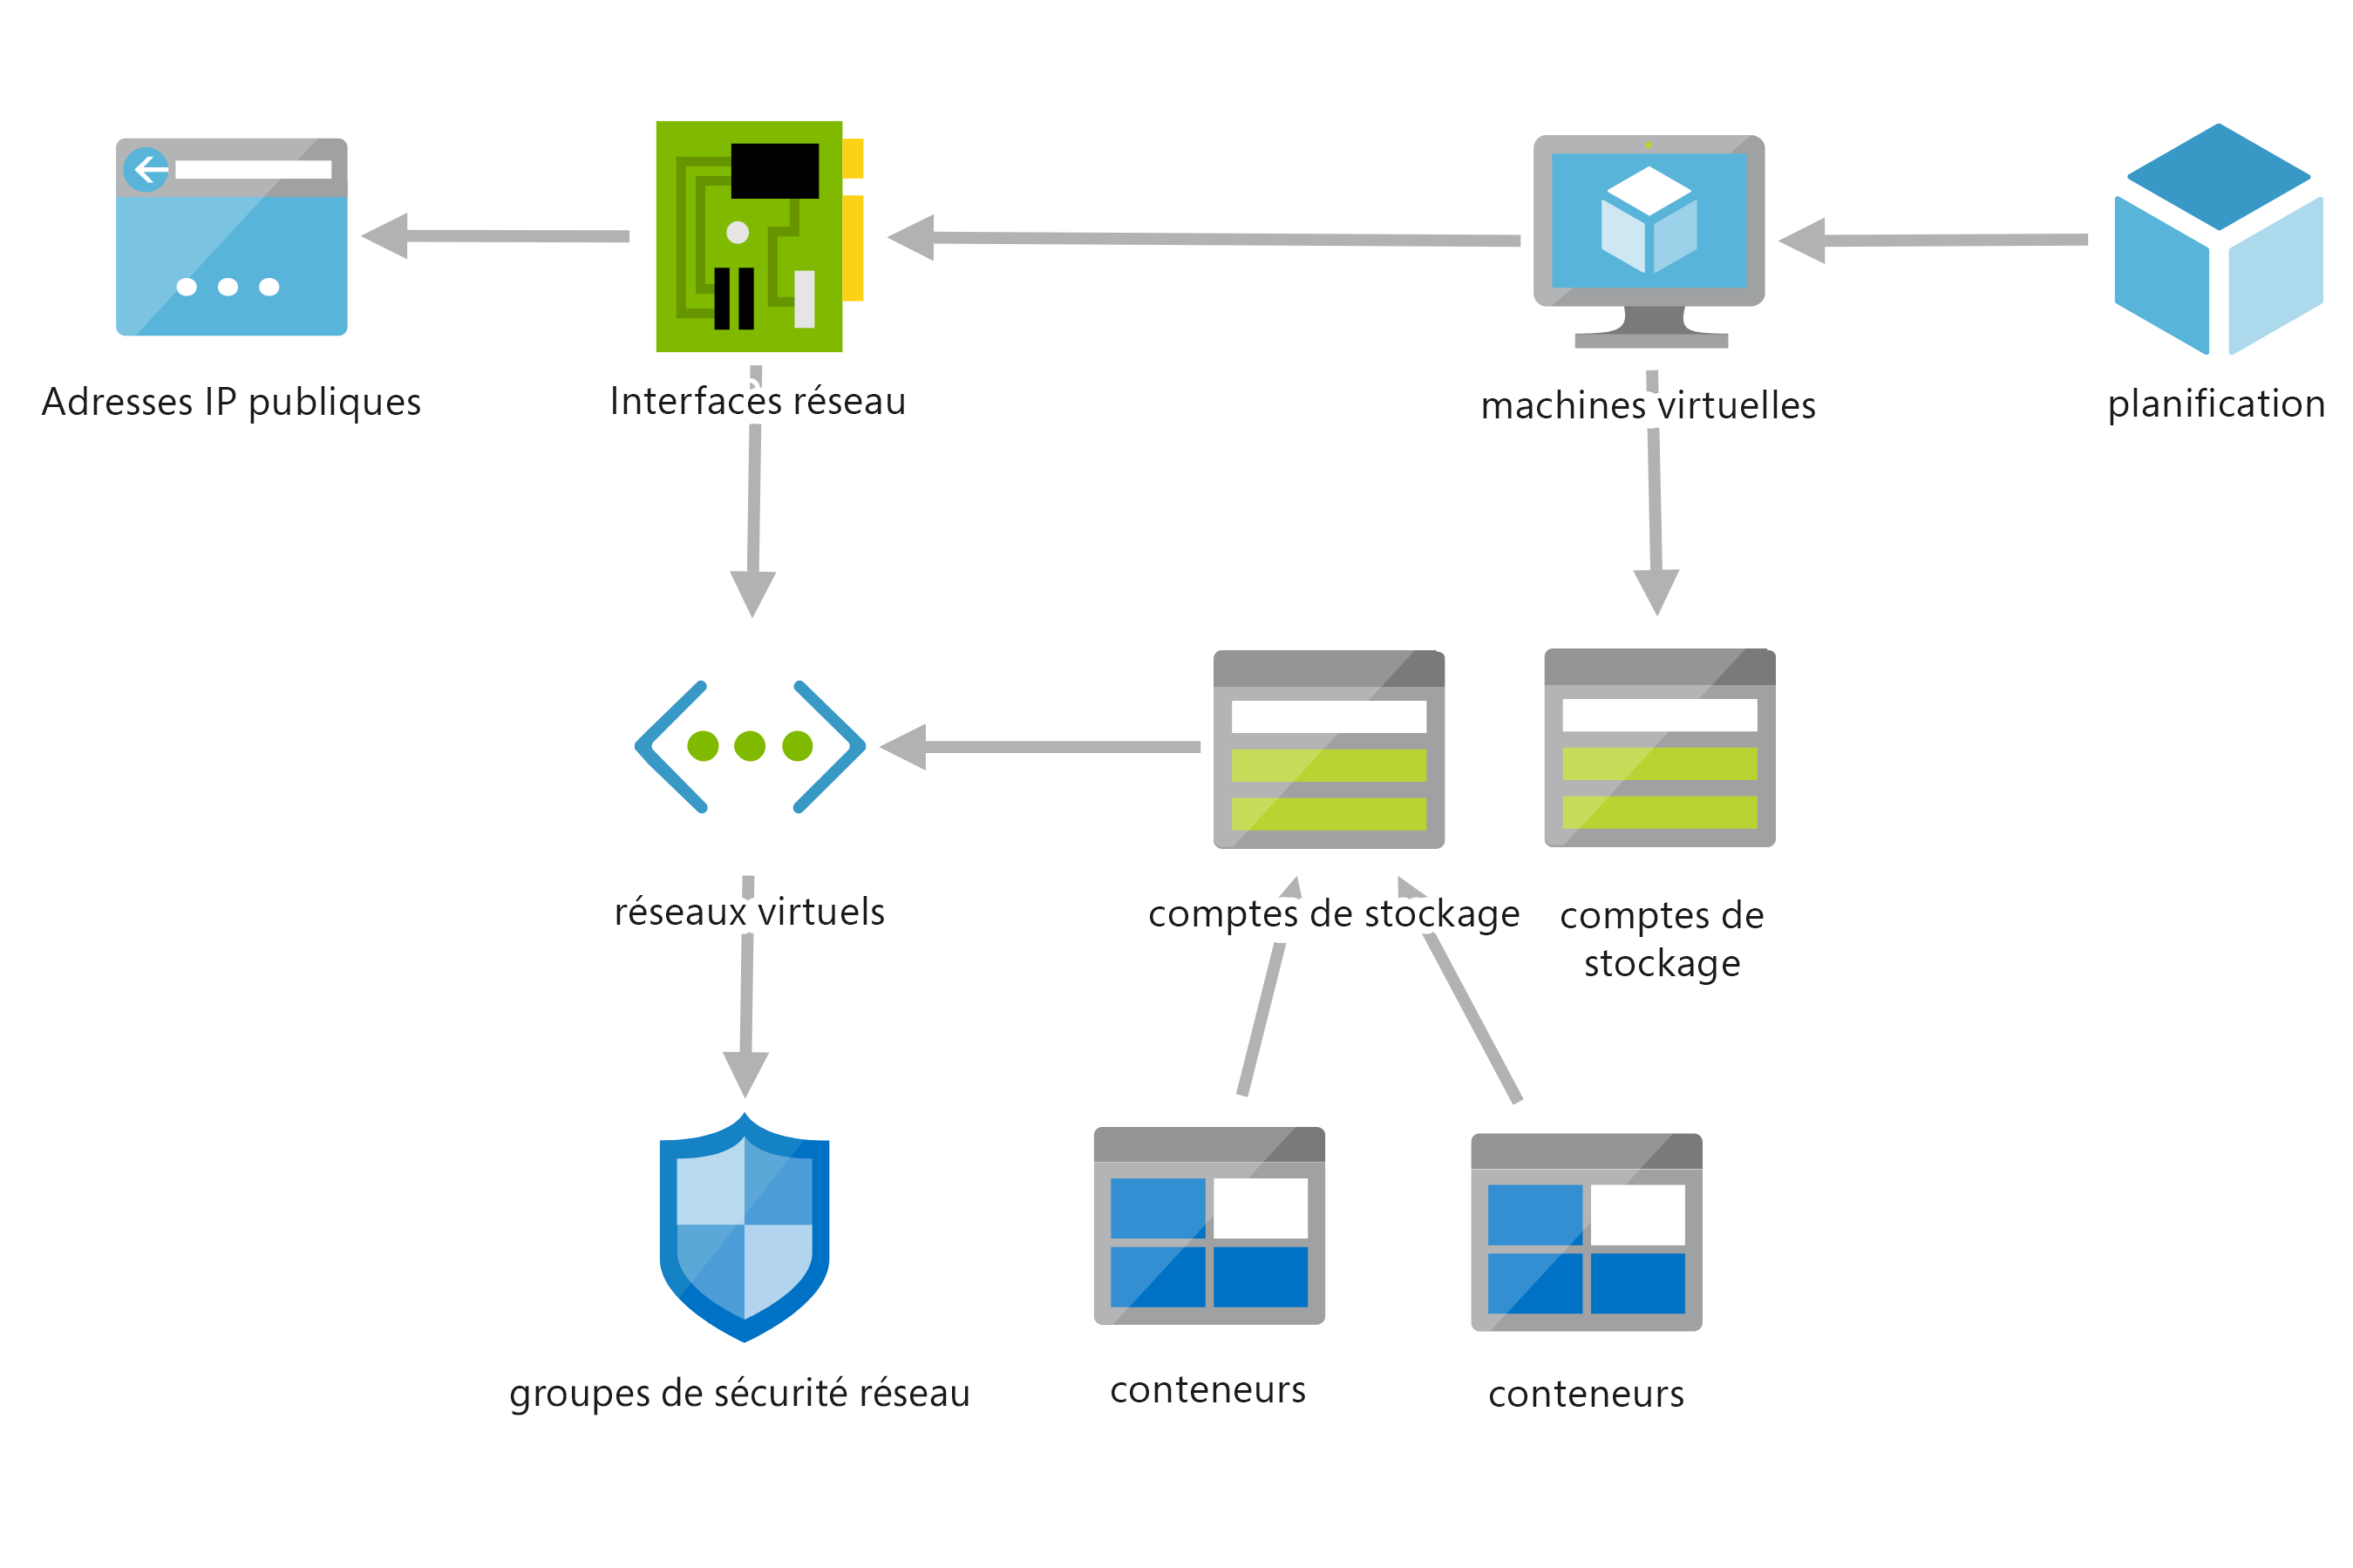 Adresses IP publiques
Interfaces réseau
machines virtuelles
planification
réseaux virtuels
comptes de stockage
comptes de
stockage
groupes de sécurité réseau
conteneurs
conteneurs